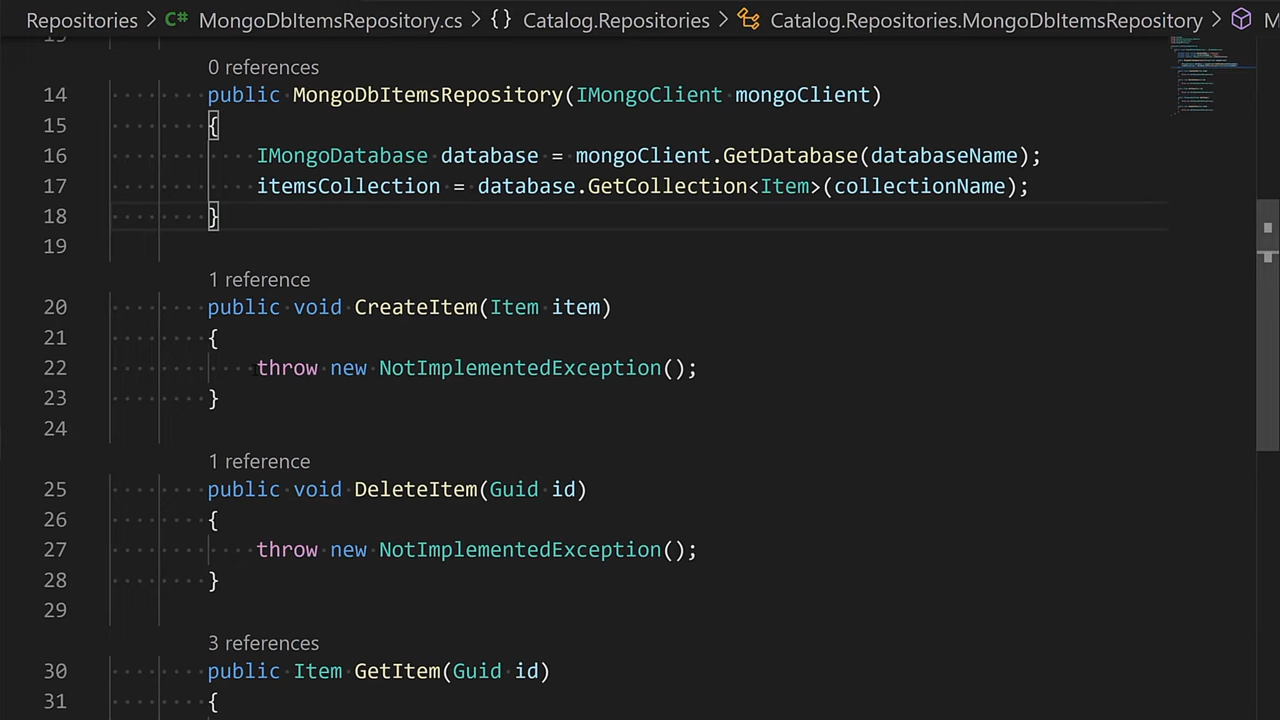 Repositories > C# MongoDbItemsRepository.cs > {} Catalog.Repositories > Catalog.Repositories.MongoDbItemsRepository > M
0 references
14 public MongoDbItemsRepository(IMongoClient mongoClient)
15 {
16 IMongoDatabase database = mongoClient.GetDatabase(databaseName);
17 itemsCollection = database.GetCollection<Item>(collectionName);
18 }
19
1 reference
20 public void CreateItem(Item item)
21 {
22 throw new NotImplementedException();
23 }
24
1 reference
25 public void DeleteItem(Guid id)
26 {
27 throw new NotImplementedException();
28 }
29
3 references
30 public Item GetItem(Guid id)
31 {